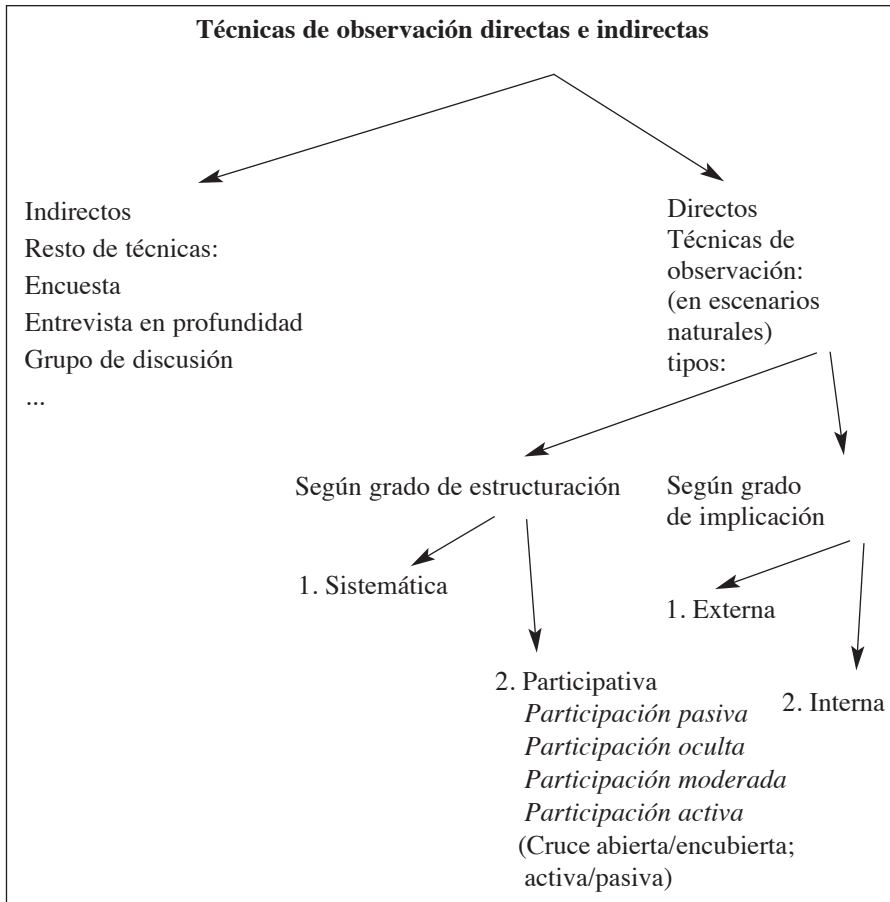 Técnicas de observación directas e indirectas
Indirectos
Resto de técnicas:
Encuesta
Entrevista en profundidad
Grupo de discusión
...
Directos
Técnicas de
observación:
(en escenarios
naturales)
tipos:
Según grado de estructuración
1. Sistemática
2. Participativa
Participación pasiva
Participación oculta
Participación moderada
Participación activa
(Cruce abierta/encubierta;
activa/pasiva)
Según grado
de implicación
1. Externa
2. Interna